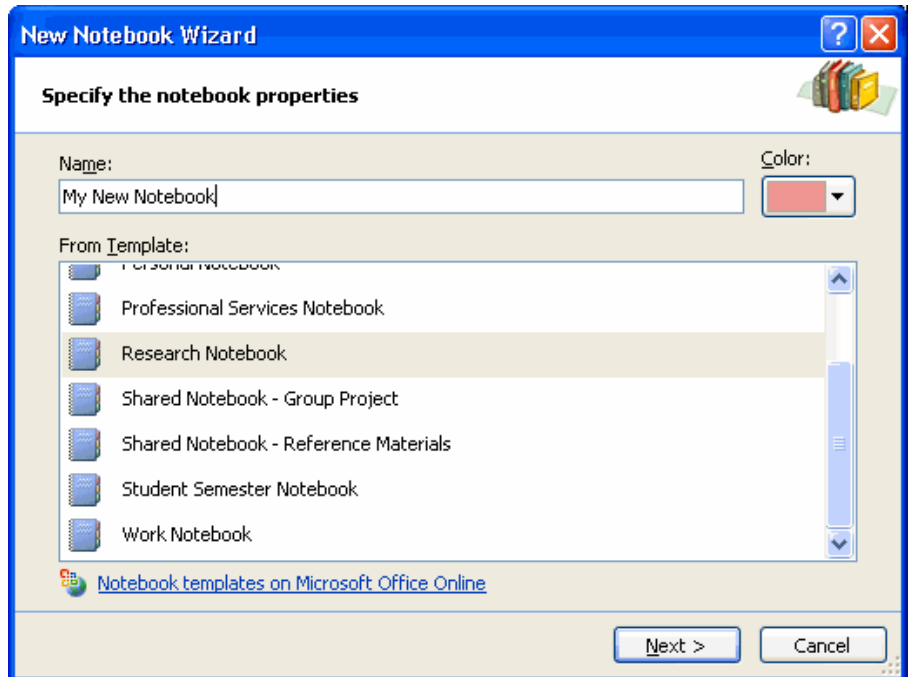 New Notebook Wizard
Specify the notebook properties
Name: Color:
My New Notebook
From Template:
Personal Notebook
Professional Services Notebook
Research Notebook
Shared Notebook - Group Project
Shared Notebook - Reference Materials
Student Semester Notebook
Work Notebook
Notebook templates on Microsoft Office Online
Next > Cancel